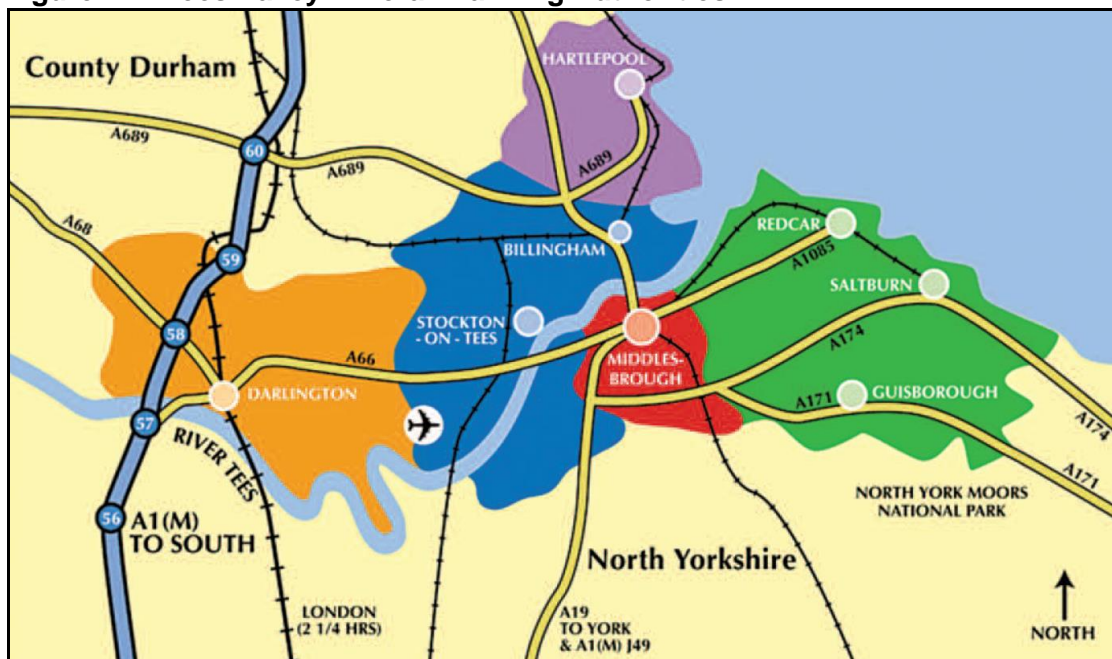 Figure Valley
County Durham
HARTLEPOOL
A689
60
A689
A689
A68
59
BILLINGHAM
REDCAR
A1085
SALTBURN
58
STOCKTON
- ON - TEES
A66
MIDDLES-
BROUGH
A174
DARLINGTON
GUISBOROUGH
A171
57
RIVER TEES
A174
A171
56
A1(M)
TO SOUTH
NORTH YORK MOORS
NATIONAL PARK
North Yorkshire
LONDON
(2 1/4 HRS)
A19
TO YORK
& A1(M) J49
NORTH